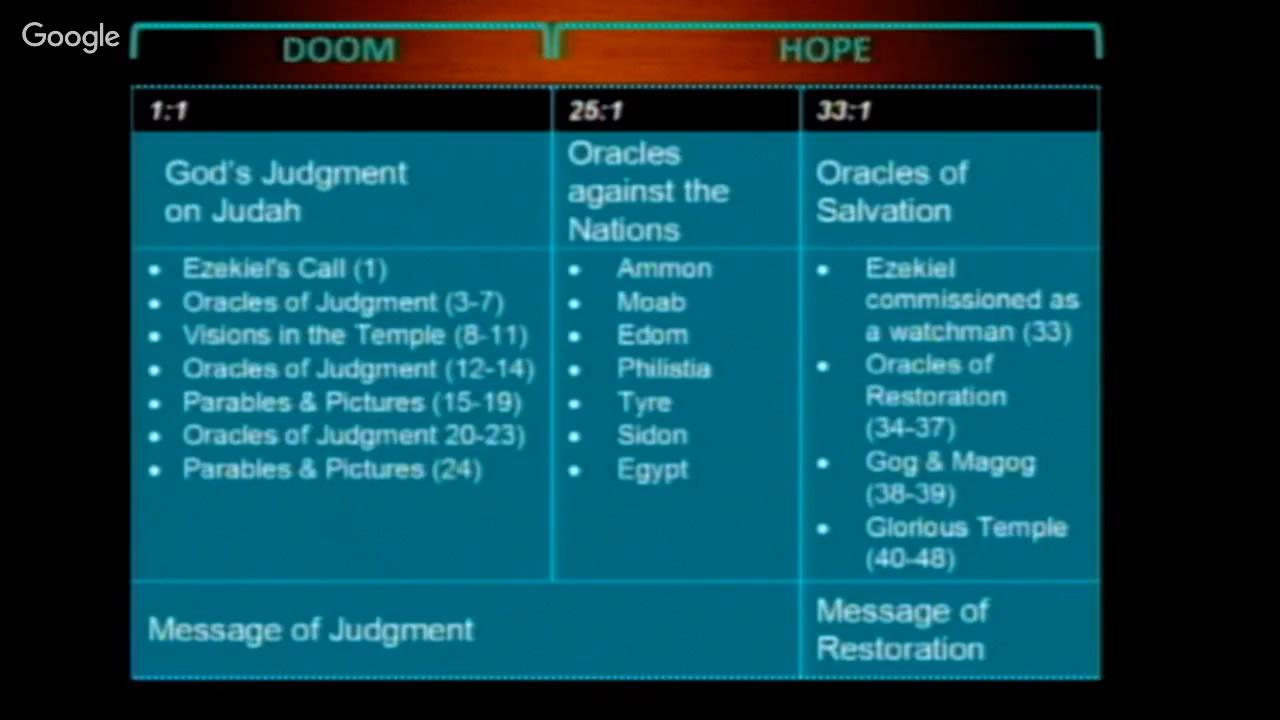 Google
DOOM
HOPE
1:1
25:1
33:1
God's Judgment
on Judah
Oracles
against the
Nations
Oracles of
Salvation
• Ezekiel's Call (1)
• Oracles of Judgment (3-7)
• Visions in the Temple (8-11)
• Oracles of Judgment (12-14)
• Parables & Pictures (15-19)
• Oracles of Judgment 20-23)
• Parables & Pictures (24)
• Ammon
• Moab
• Edom
• Philistia
• Tyre
• Sidon
• Egypt
• Ezekiel
commissioned as
a watchman (33)
• Oracles of
Restoration
(34-37)
• Gog & Magog
(38-39)
• Glorious Temple
(40-48)
Message of Judgment
Message of
Restoration